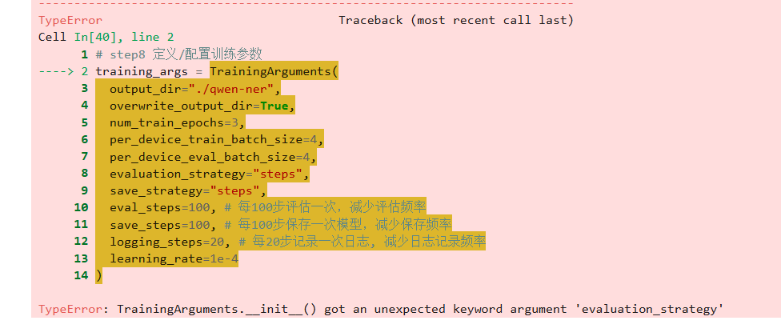 ---------------------------------------------------------------------------
TypeError                                 Traceback (most recent call last)
Cell In[40], line 2
      1 # step8 定义/配置训练参数
----> 2 training_args = TrainingArguments(
      3   output_dir="./qwen-ner",
      4   overwrite_output_dir=True,
      5   num_train_epochs=3,
      6   per_device_train_batch_size=4,
      7   per_device_eval_batch_size=4,
      8   evaluation_strategy="steps",
      9   save_strategy="steps",
     10   eval_steps=100, # 每100步评估一次，减少评估频率
     11   save_steps=100, # 每100步保存一次模型，减少保存频率
     12   logging_steps=20, # 每20步记录一次日志, 减少日志记录频率
     13   learning_rate=1e-4
     14 )
TypeError: TrainingArguments.__init__() got an unexpected keyword argument 'evaluation_strategy'